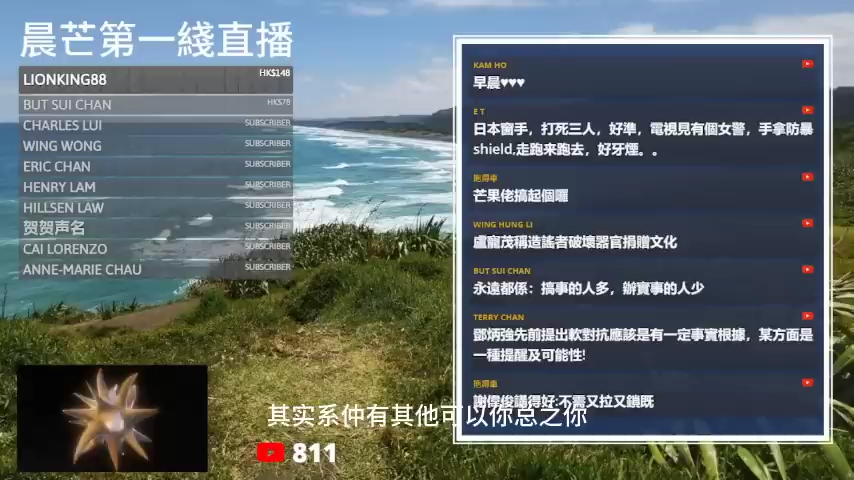 晨芒第一綫直播
LIONKING88 HK$148
BUT SUI CHAN HK$78
CHARLES LUI SUBSCRIBER
WING WONG SUBSCRIBER
ERIC CHAN SUBSCRIBER
HENRY LAM SUBSCRIBER
HILLSEN LAW SUBSCRIBER
贺贺声名 SUBSCRIBER
CAI LORENZO SUBSCRIBER
ANNE-MARIE CHAU SUBSCRIBER
KAM HO
早晨♥♥♥
E T
日本窗手，打死三人，好準，電視見有個女警，手拿防暴
shield,走跑来跑去，好牙煙。。
跑得車
芒果佬搞起個囉
WING HUNG LI
盧寵茂稱造謠者破壞器官捐贈文化
BUT SUI CHAN
永遠都係：搞事的人多，辦實事的人少
TERRY CHAN
鄧炳強先前提出軟對抗應該是有一定事實根據，某方面是
一種提醒及可能性!
跑得車
謝偉俊講得好:不需又拉又鎖既
其实系仲有其他可以你总之你
811